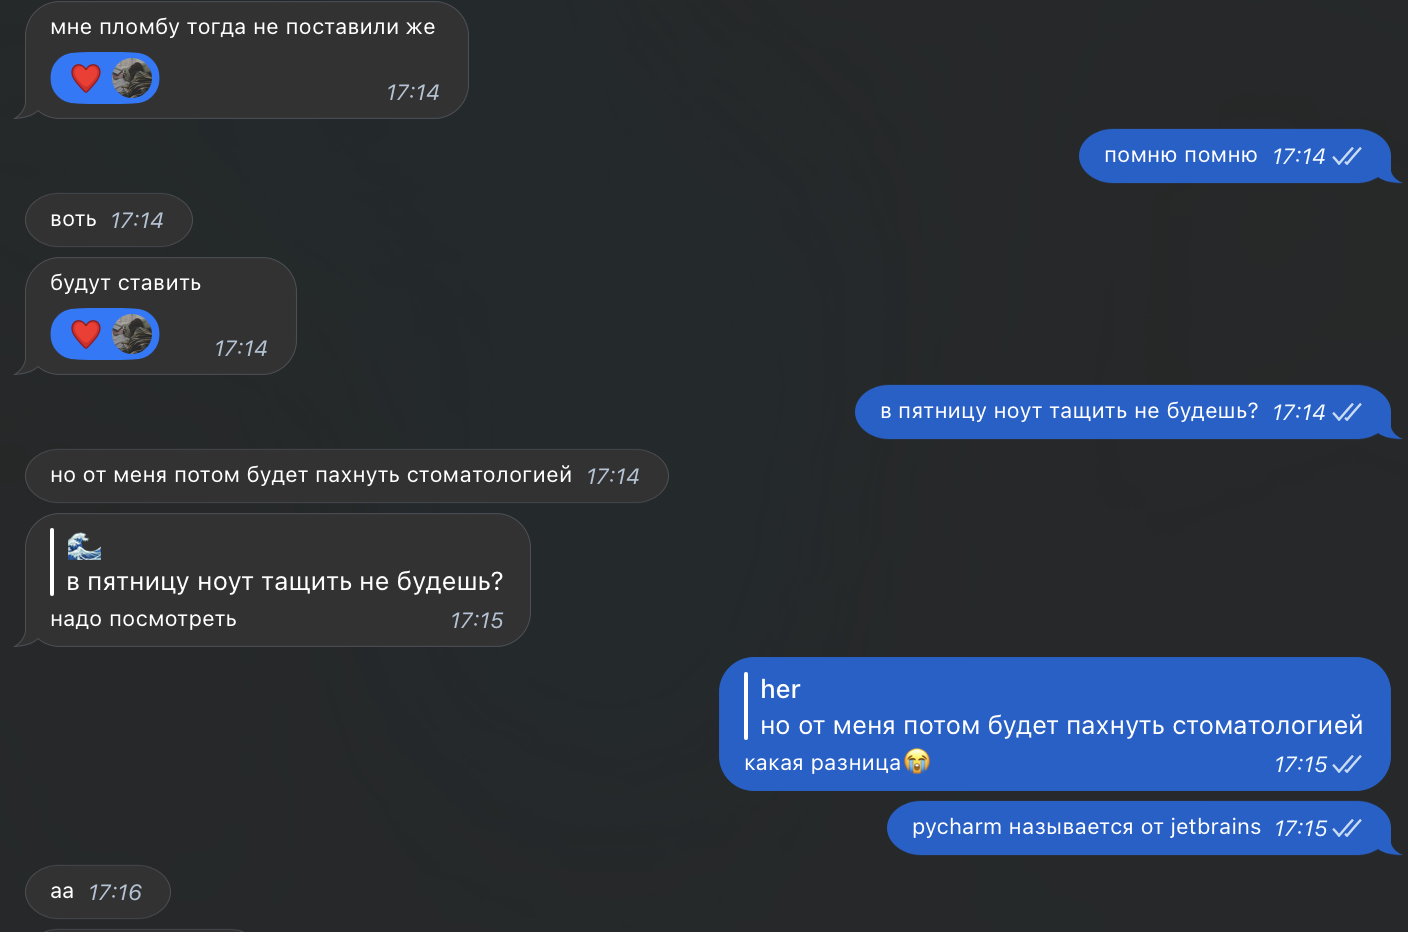 мне пломбу тогда не поставили же
❤️ 17:14
помню помню 17:14
воть 17:14
будут ставить
❤️ 17:14
в пятницу ноут тащить не будешь? 17:14
но от меня потом будет пахнуть стоматологией 17:14
🌊
в пятницу ноут тащить не будешь?
надо посмотреть 17:15
her
но от меня потом будет пахнуть стоматологией
какая разница😭 17:15
pycharm называется от jetbrains 17:15
аа 17:16